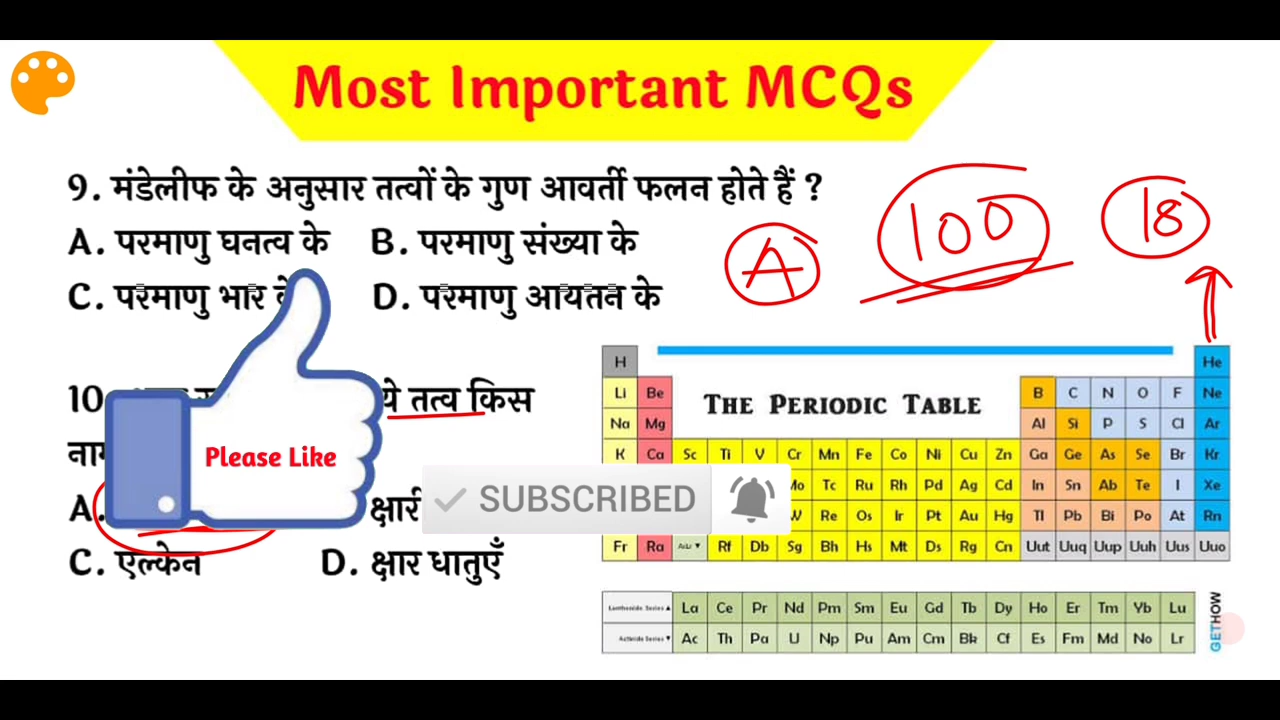 Most Important MCQs
9. मंडेलीफ के अनुसार तत्वों के गुण आवर्ती फलन होते हैं ?
A. परमाणु घनत्व के B. परमाणु संख्या के
C. परमाणु भार D. परमाणु आयतन के
A 100 18
10 ये तत्व किस
A.
C. एल्केन D. क्षार धातुएँ
Please Like
SUBSCRIBED
THE PERIODIC TABLE
H He
Li Be B C N O F Ne
Na Mg Al Si P S Cl Ar
K Ca Sc Ti V Cr Mn Fe Co Ni Cu Zn Ga Ge As Se Br Kr
Tc Ru Rh Pd Ag Cd In Sn Ab Te I Xe
W Re Os Ir Pt Au Hg Tl Pb Bi Po At Rn
Fr Ra Rf Db Sg Bh Hs Mt Ds Rg Cn Uut Uuq Uup Uuh Uus Uuo
Lanthanide Series ▲ La Ce Pr Nd Pm Sm Eu Gd Tb Dy Ho Er Tm Yb Lu
Actinide Series ▼ Ac Th Pa U Np Pu Am Cm Bk Cf Es Fm Md No Lr
GETHOW